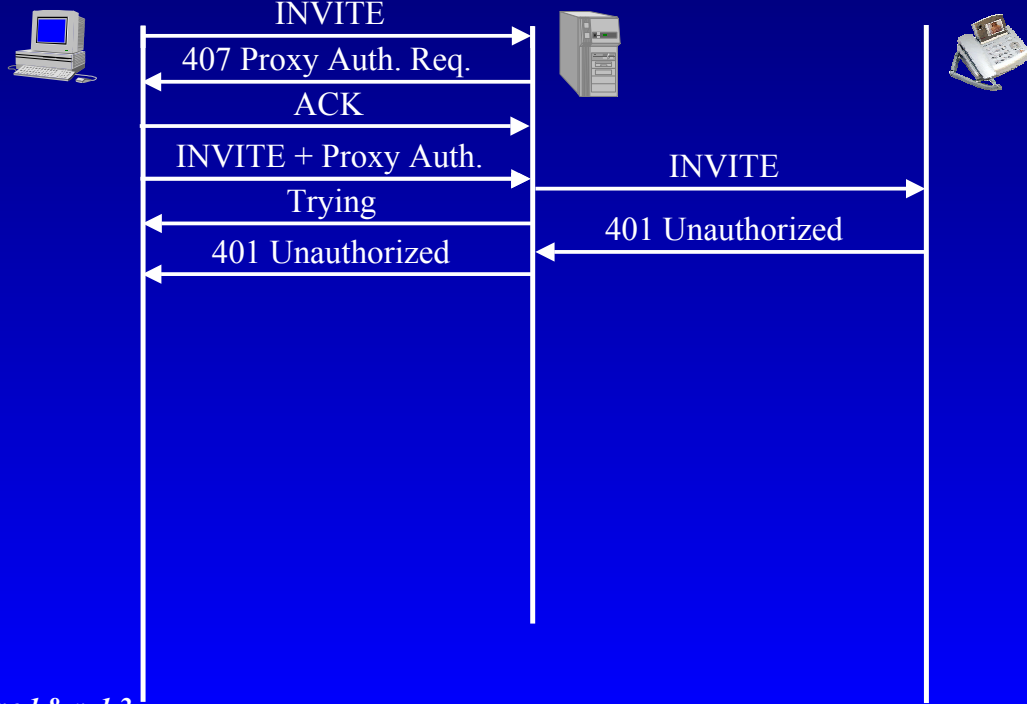 INVITE
407 Proxy Auth. Req.
ACK
INVITE + Proxy Auth.
INVITE
Trying
401 Unauthorized
401 Unauthorized